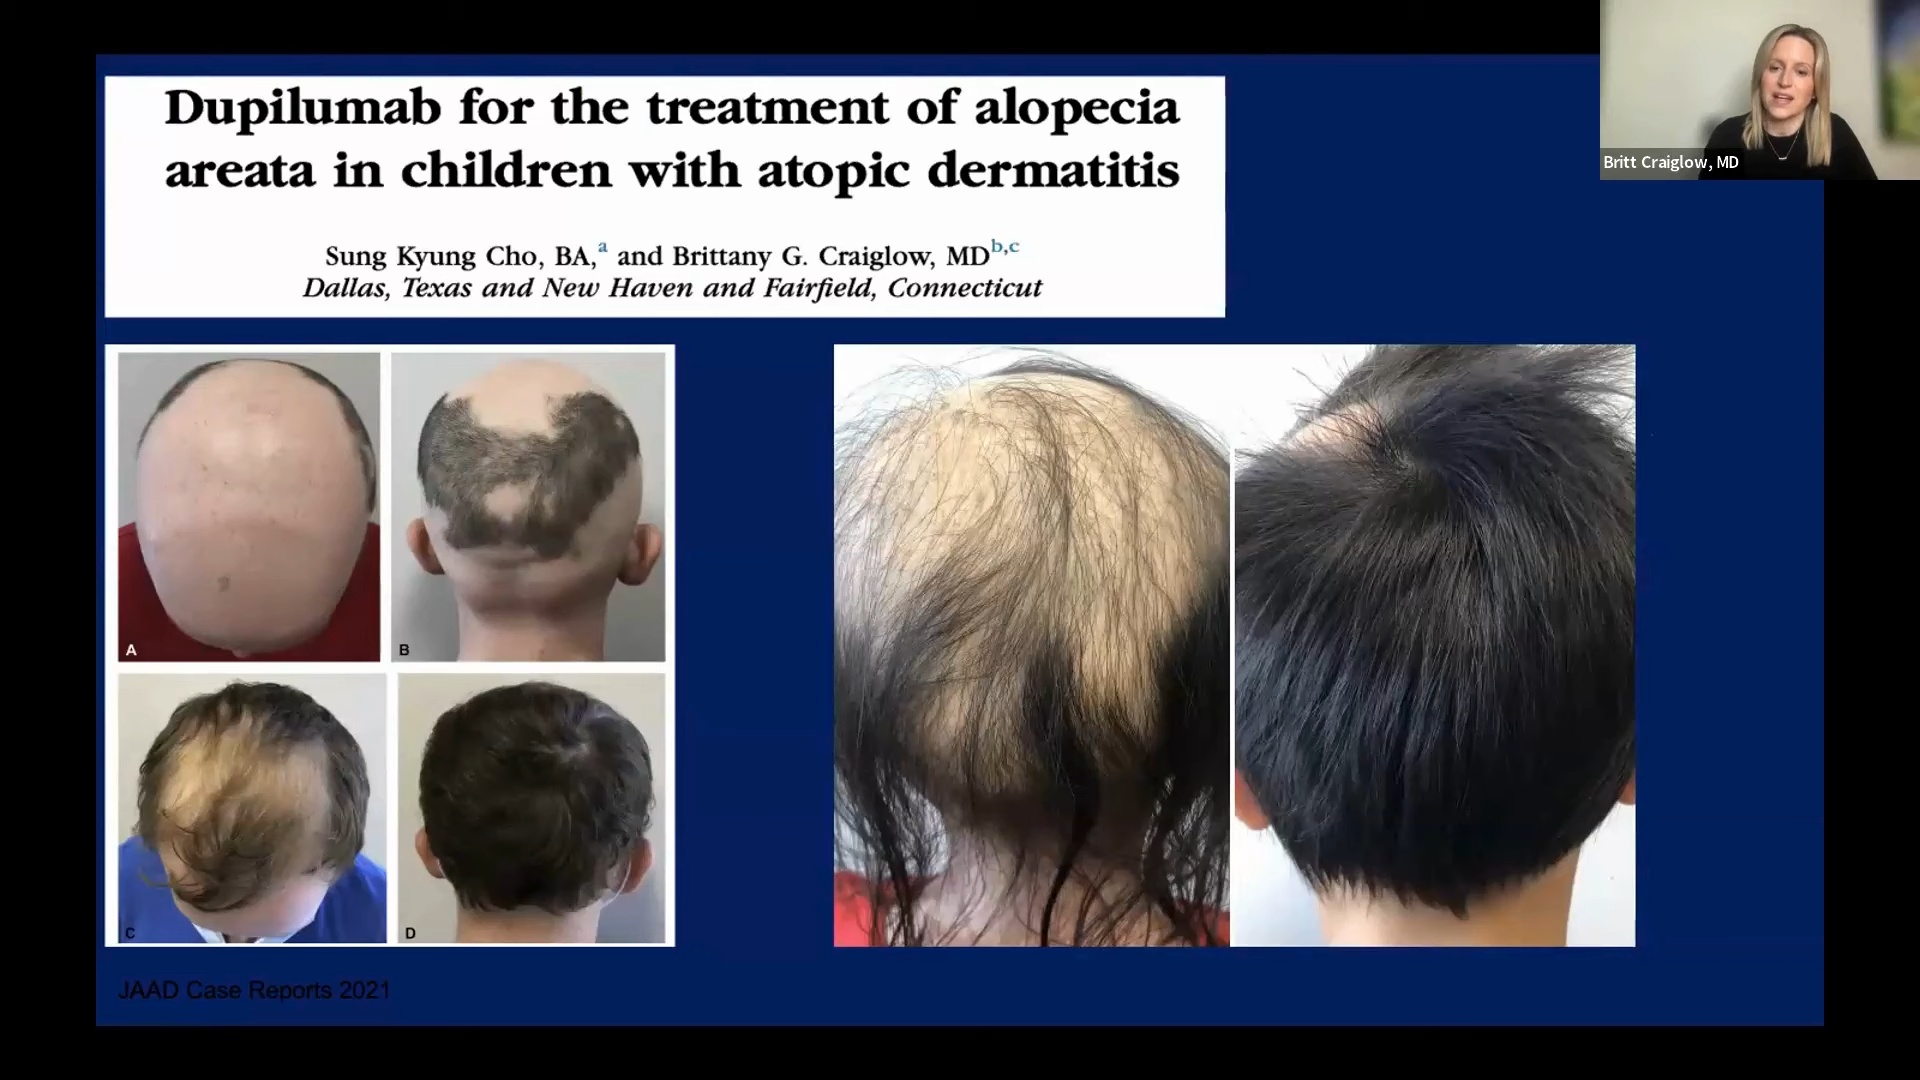 Dupilumab for the treatment of alopecia
areata in children with atopic dermatitis
Sung Kyung Cho, BA,a and Brittany G. Craiglow, MDb,c
Dallas, Texas and New Haven and Fairfield, Connecticut
Britt Craiglow, MD
A
B
C
D
JAAD Case Reports 2021